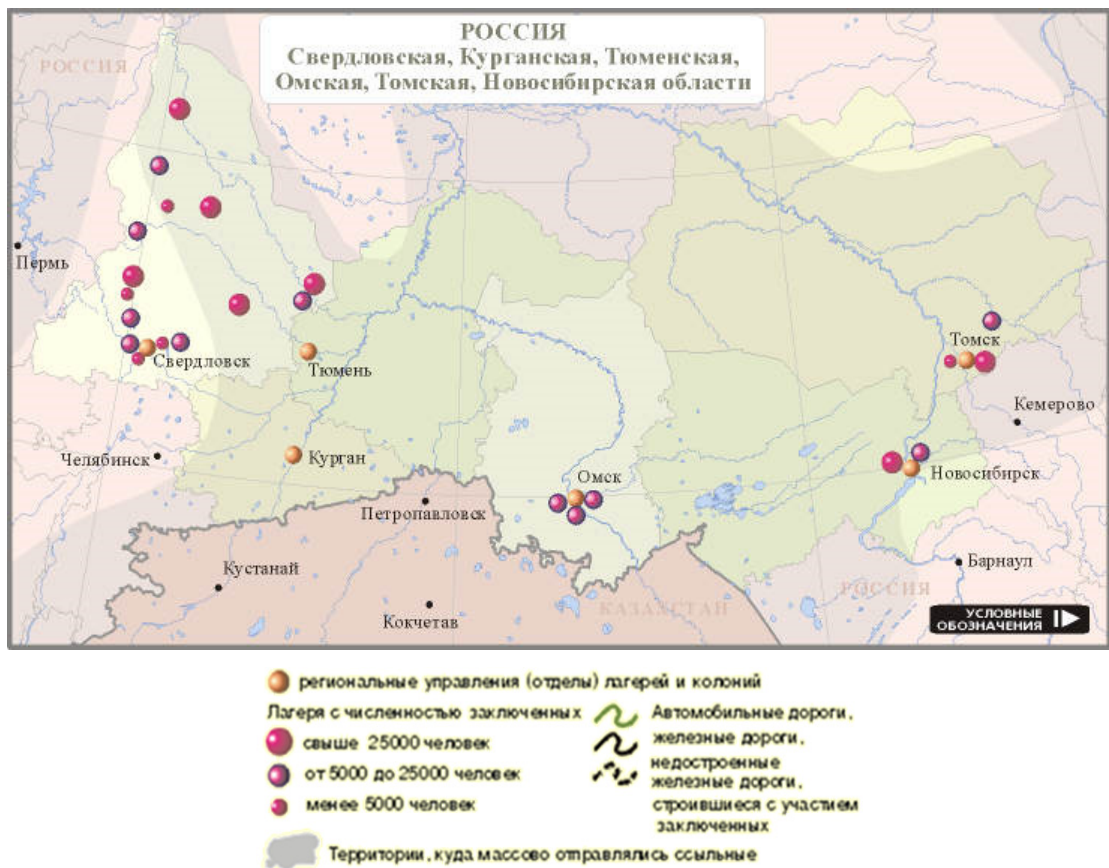 РОССИЯ
Свердловская, Курганская, Тюменская,
Омская, Томская, Новосибирская области
РОССИЯ
Пермь
Свердловск
Тюмень
Томск
Кемерово
Челябинск
Курган
Омск
Новосибирск
Петропавловск
Кустанай
Барнаул
РОССИЯ
КАЗАХСТАН
Кокчетав
УСЛОВНЫЕ
ОБОЗНАЧЕНИЯ
региональные управления (отделы) лагерей и колоний
Лагеря с численностью заключенных
свыше 25000 человек
от 5000 до 25000 человек
менее 5000 человек
Автомобильные дороги,
железные дороги,
недостроенные
железные дороги,
строившиеся с участием
заключенных
Территории, куда массово отправлялись ссыльные